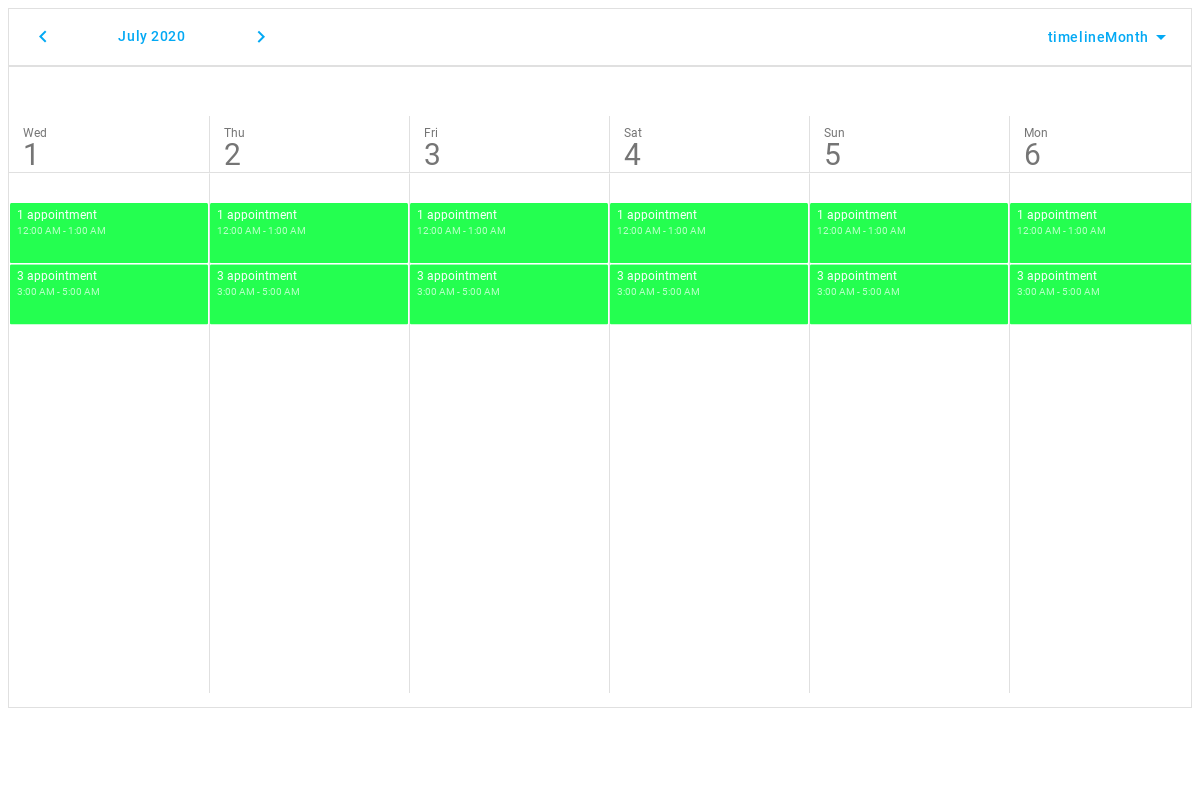 July 2020
timelineMonth
Wed Thu Fri Sat Sun Mon
1 2 3 4 5 6
1 appointment 1 appointment 1 appointment 1 appointment 1 appointment 1 appointment
12:00 AM - 1:00 AM 12:00 AM - 1:00 AM 12:00 AM - 1:00 AM 12:00 AM - 1:00 AM 12:00 AM - 1:00 AM 12:00 AM - 1:00 AM
3 appointment 3 appointment 3 appointment 3 appointment 3 appointment 3 appointment
3:00 AM - 5:00 AM 3:00 AM - 5:00 AM 3:00 AM - 5:00 AM 3:00 AM - 5:00 AM 3:00 AM - 5:00 AM 3:00 AM - 5:00 AM